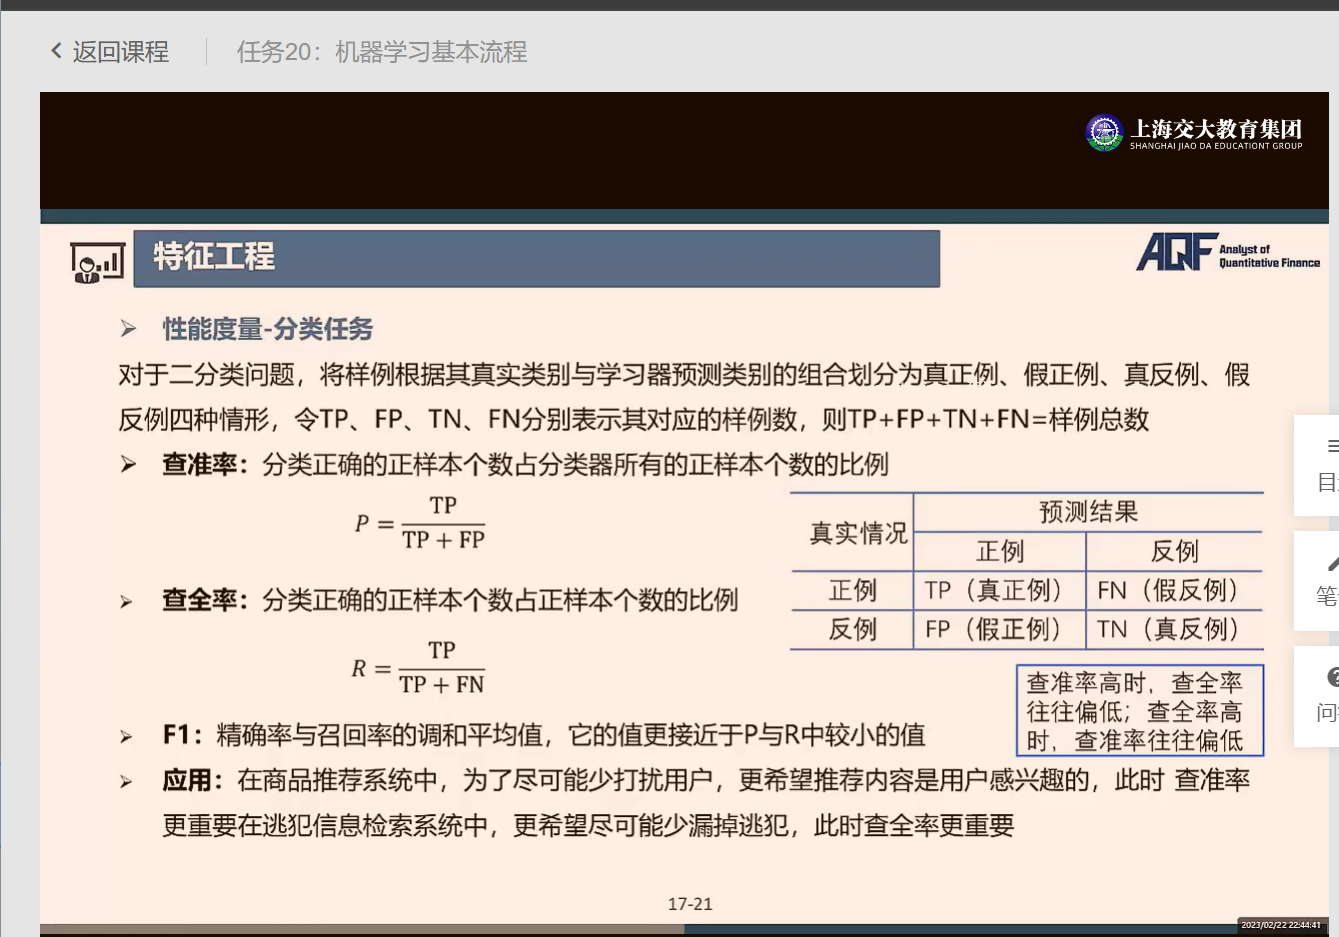 返回课程
任务20：机器学习基本流程
上海交大教育集团
SHANGHAI JIAO DA EDUCATIONT GROUP
特征工程
AQF Analyst of
Quantitative Finance
性能度量-分类任务
对于二分类问题，将样例根据其真实类别与学习器预测类别的组合划分为真正例、假正例、真反例、假
反例四种情形，令TP、FP、TN、FN分别表示其对应的样例数，则TP+FP+TN+FN=样例总数
查准率：分类正确的正样本个数占分类器所有的正样本个数的比例
P = TP / (TP + FP)
真实情况 预测结果
正例 反例
正例 TP（真正例） FN（假反例）
反例 FP（假正例） TN（真反例）
查全率：分类正确的正样本个数占正样本个数的比例
R = TP / (TP + FN)
查准率高时，查全率
往往偏低；查全率高
时，查准率往往偏低
F1：精确率与召回率的调和平均值，它的值更接近于P与R中较小的值
应用：在商品推荐系统中，为了尽可能少打扰用户，更希望推荐内容是用户感兴趣的，此时 查准率
更重要在逃犯信息检索系统中，更希望尽可能少漏掉逃犯，此时查全率更重要
17-21
2023/02/22 22:44:41
目
笔
问